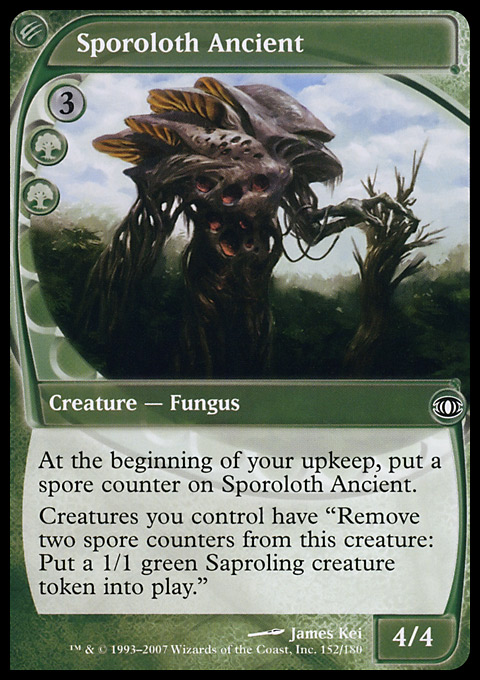 Sporoloth Ancient
3
Creature — Fungus
At the beginning of your upkeep, put a
spore counter on Sporoloth Ancient.
Creatures you control have “Remove
two spore counters from this creature:
Put a 1/1 green Saproling creature
token into play.”
James Kei
4/4
™ & © 1993–2007 Wizards of the Coast, Inc. 152/180